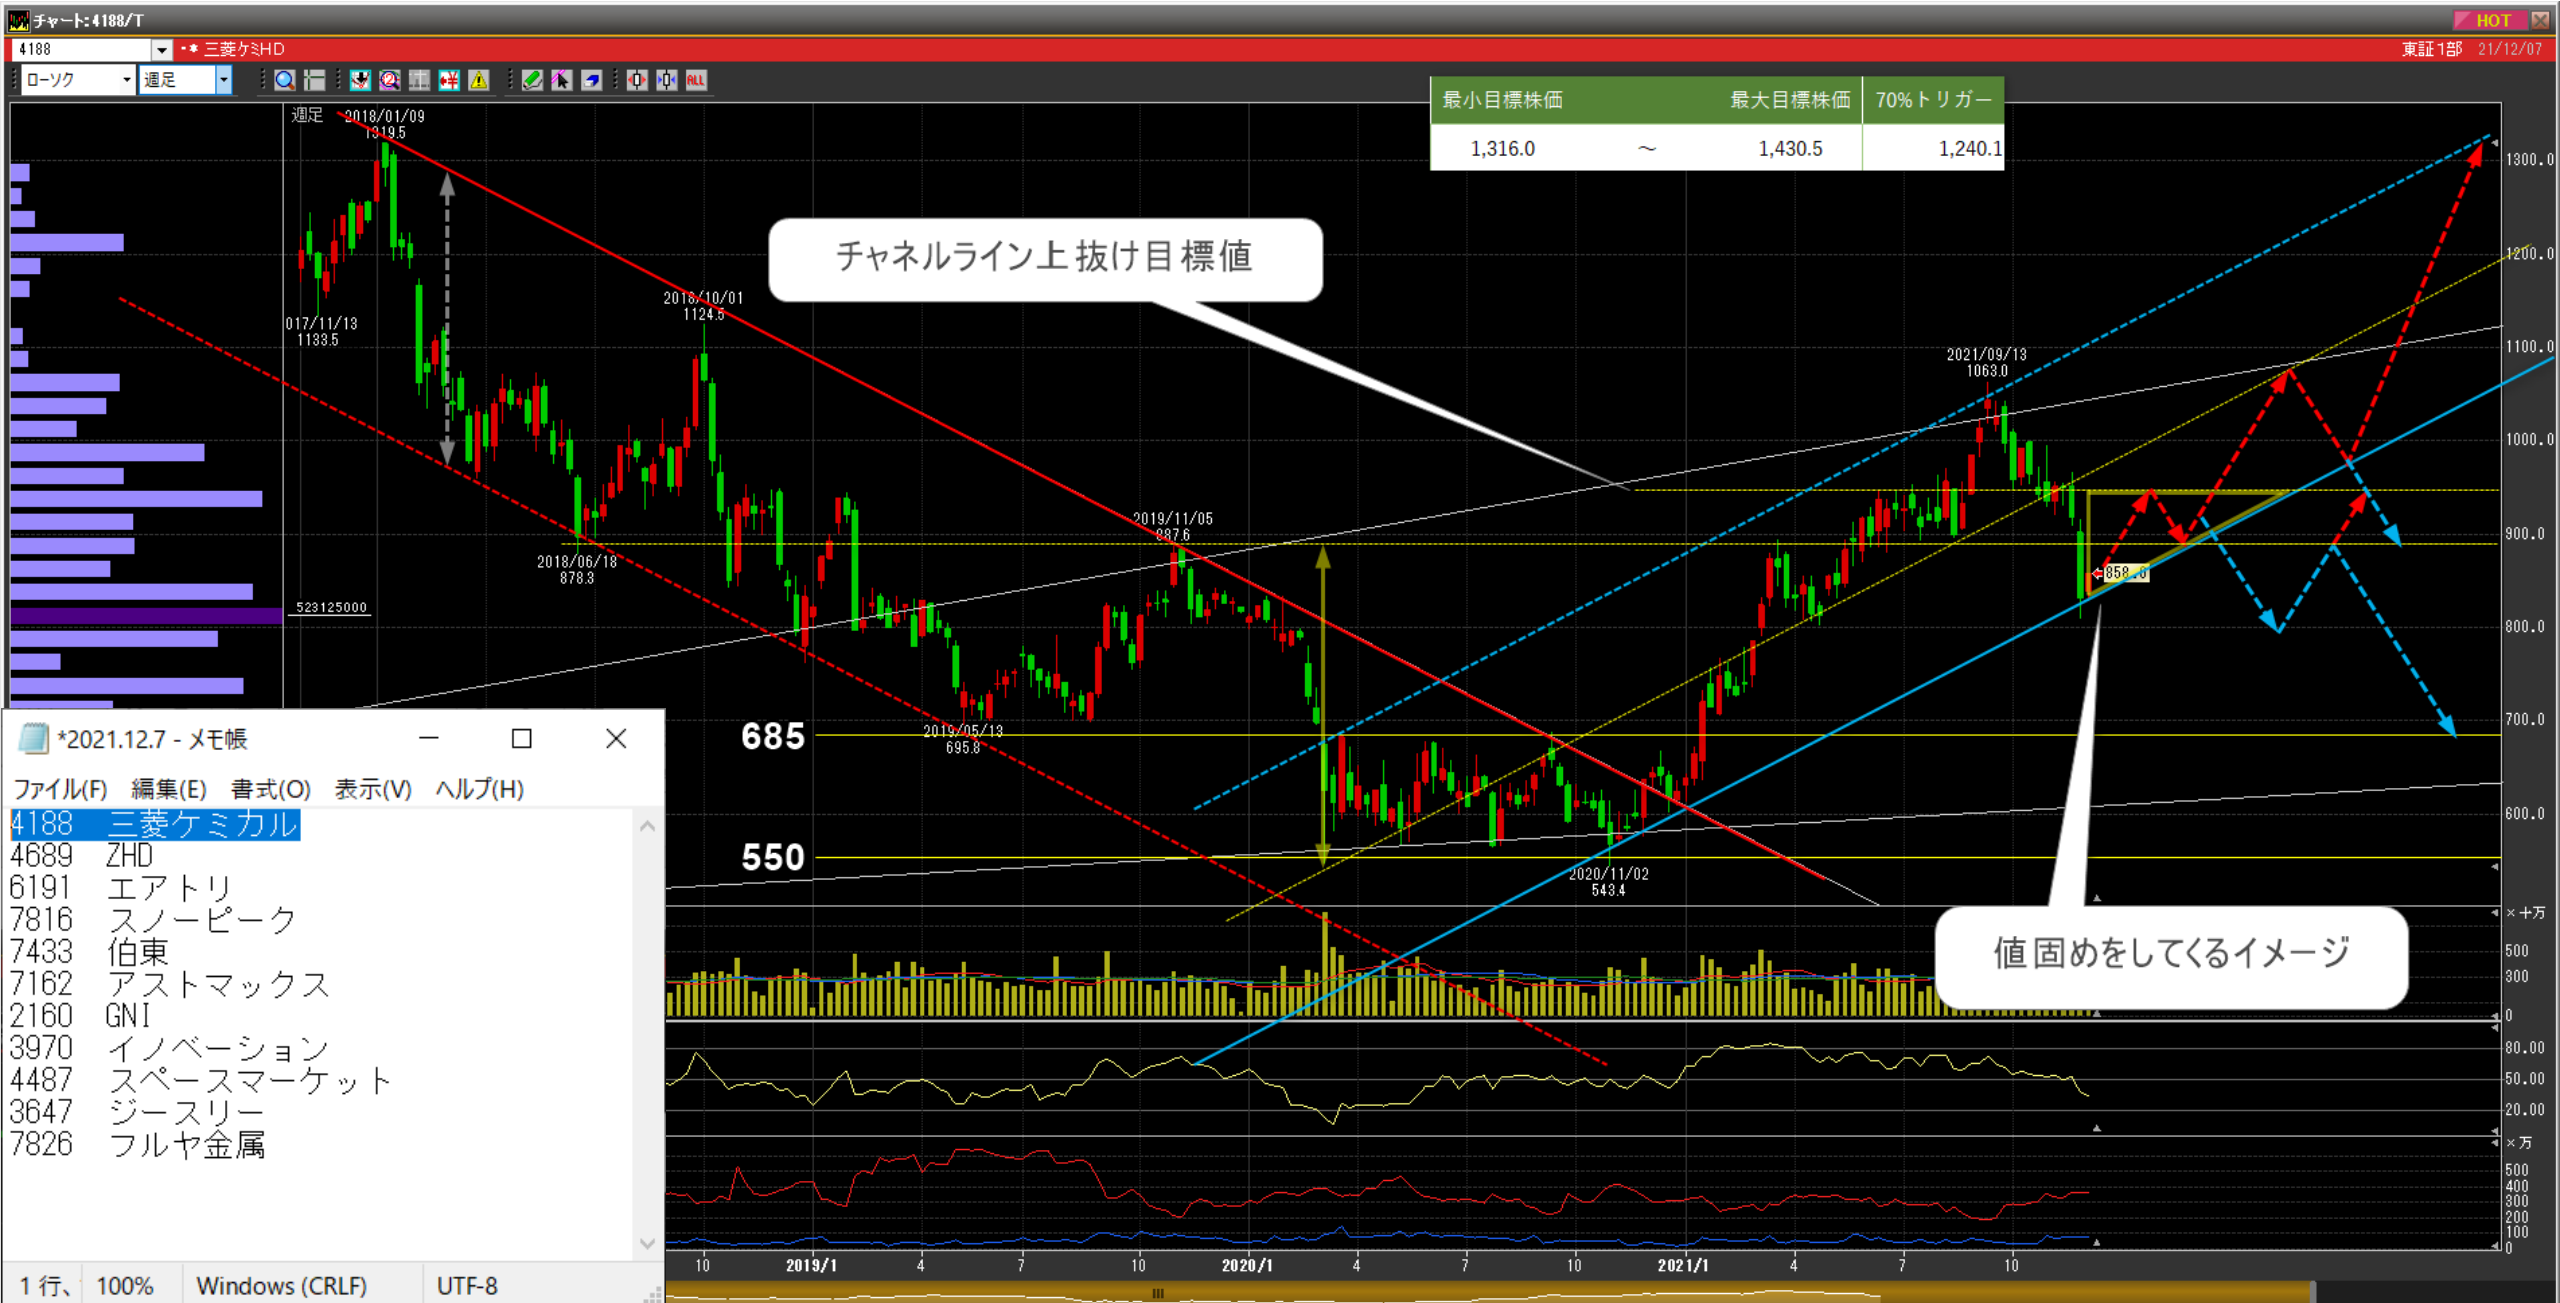 チャート:4188/T
HOT
4188
・* 三菱ケミHD
東証1部 21/12/07
ローソク
週足
ALL
最小目標株価 最大目標株価 70%トリガー
1,316.0 ～ 1,430.5 1,240.1
週足
2018/01/09
1319.5
チャネルライン上抜け目標値
2018/10/01
1124.5
017/11/13
1133.5
2021/09/13
1063.0
2019/11/05
887.6
2018/06/18
878.3
858.0
523125000
2019/05/13
695.8
685
550
2020/11/02
543.4
値固めをしてくるイメージ
1300.0
1200.0
1100.0
1000.0
900.0
800.0
700.0
600.0
×十万
500
300
0
80.00
50.00
20.00
×万
500
400
300
200
100
0
10 2019/1 4 7 10 2020/1 4 7 10 2021/1 4 7 10
*2021.12.7 - メモ帳
ファイル(F) 編集(E) 書式(O) 表示(V) ヘルプ(H)
4188 三菱ケミカル
4689 ZHD
6191 エアトリ
7816 スノーピーク
7433 伯東
7162 アストマックス
2160 GNI
3970 イノベーション
4487 スペースマーケット
3647 ジースリー
7826 フルヤ金属
1 行、 100% Windows (CRLF) UTF-8